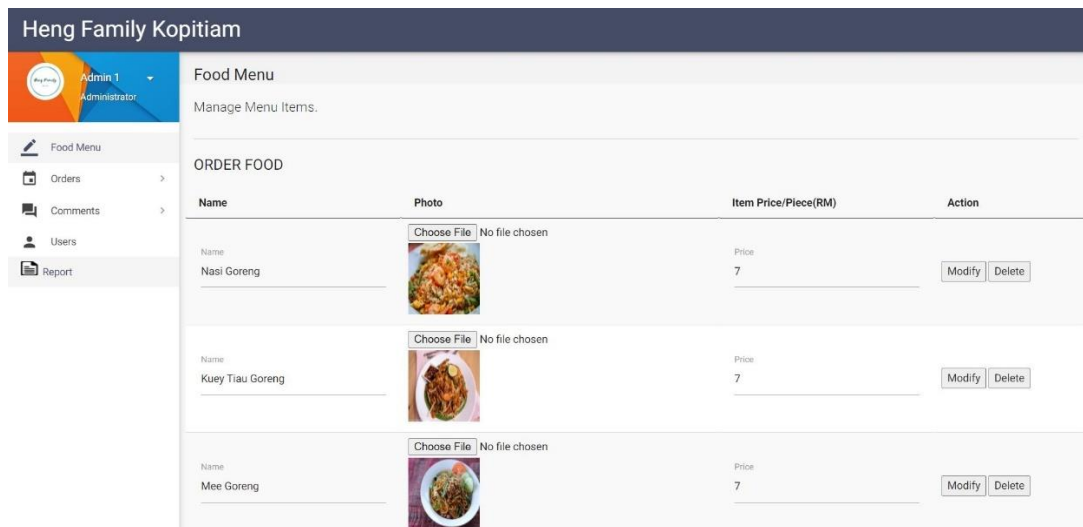 Heng Family Kopitiam
Admin 1
Administrator
Food Menu
Orders
Comments
Users
Report
Food Menu
Manage Menu Items.
ORDER FOOD
Name Photo Item Price/Piece(RM) Action
Choose File No file chosen
Name Price
Nasi Goreng 7 Modify Delete
Choose File No file chosen
Name Price
Kuey Tiau Goreng 7 Modify Delete
Choose File No file chosen
Name Price
Mee Goreng 7 Modify Delete